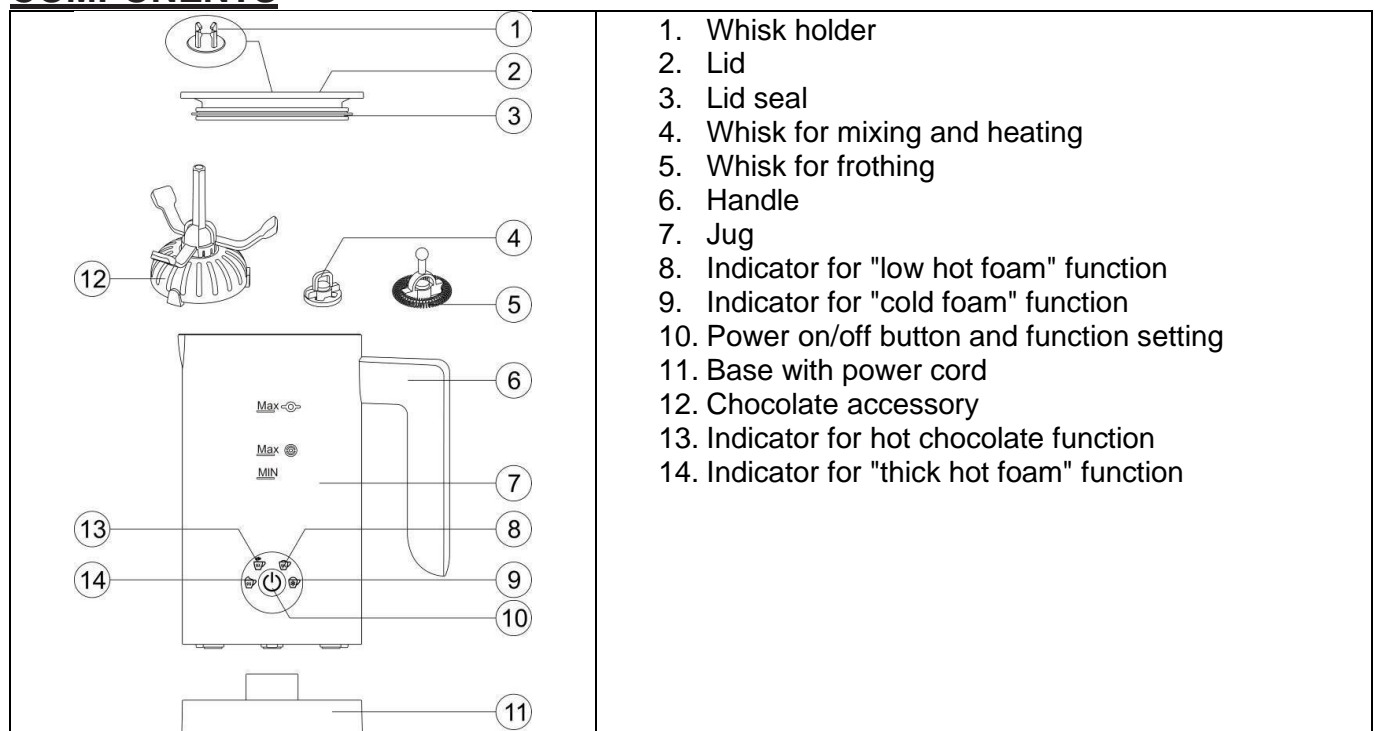 COMPONENTS
1
2
3
4
12
5
6
Max
Max
MIN
7
13
8
14
9
10
11
1. Whisk holder
2. Lid
3. Lid seal
4. Whisk for mixing and heating
5. Whisk for frothing
6. Handle
7. Jug
8. Indicator for "low hot foam" function
9. Indicator for "cold foam" function
10. Power on/off button and function setting
11. Base with power cord
12. Chocolate accessory
13. Indicator for hot chocolate function
14. Indicator for "thick hot foam" function